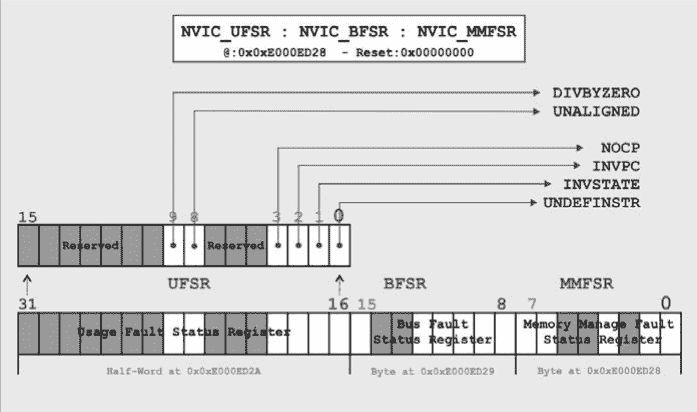 NVIC_UFSR : NVIC_BFSR : NVIC_MMFSR
@:0x0xE000ED28 - Reset:0x00000000
DIVBYZERO
UNALIGNED
NOCP
INVPC
INVSTATE
UNDEFINSTR
15 9 8 3 2 1 0
Reserved Reserved
UFSR BFSR MMFSR
31 16 15 8 7 0
Usage Fault Status Register
Bus Fault
Status Register
Memory Manage Fault
Status Register
Half-Word at 0x0xE000ED2A
Byte at 0x0xE000ED29
Byte at 0x0xE000ED28